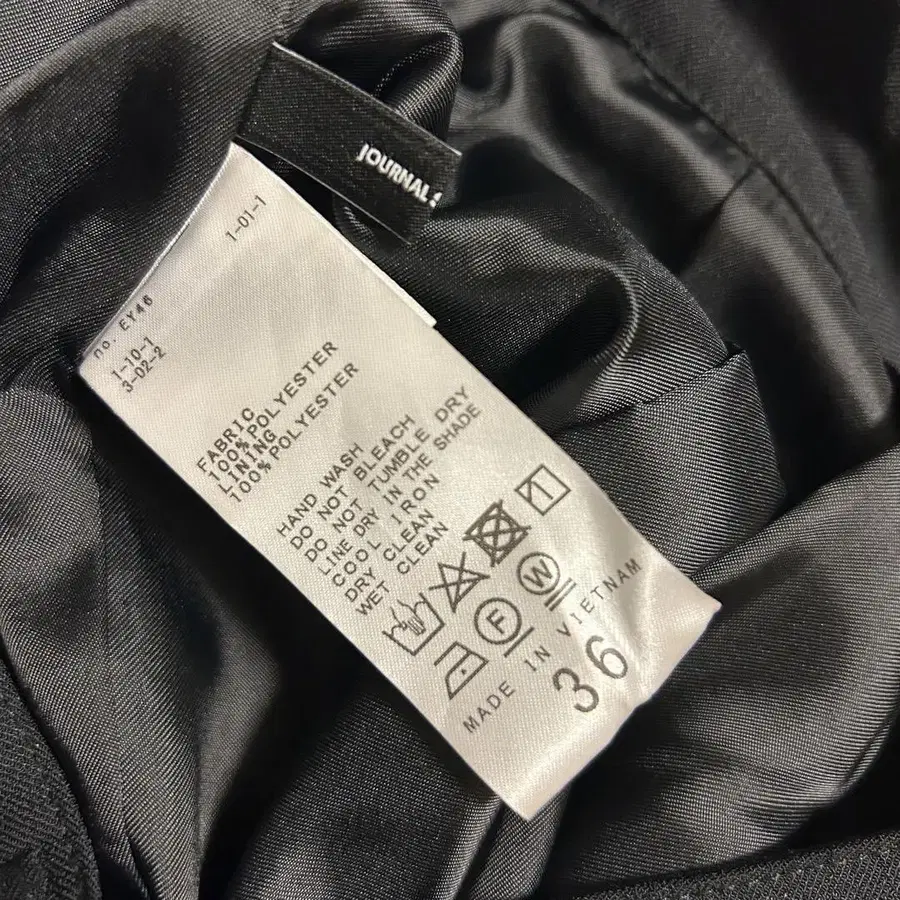 JOURNAL S
1-01-1
no. EY46
1-10-1
3-02-2
FABRIC
100% POLYESTER
LINING
100% POLYESTER
HAND WASH
DO NOT BLEACH
DO NOT TUMBLE DRY
LINE DRY IN THE SHADE
COOL IRON
DRY CLEAN
WET CLEAN
F
W
MADE IN VIETNAM
36